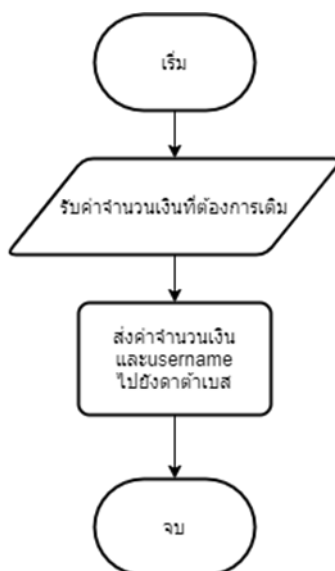 เริ่ม
รับค่าจำนวนเงินที่ต้องการเติม
ส่งค่าจำนวนเงิน
และusername
ไปยังดาต้าเบส
จบ